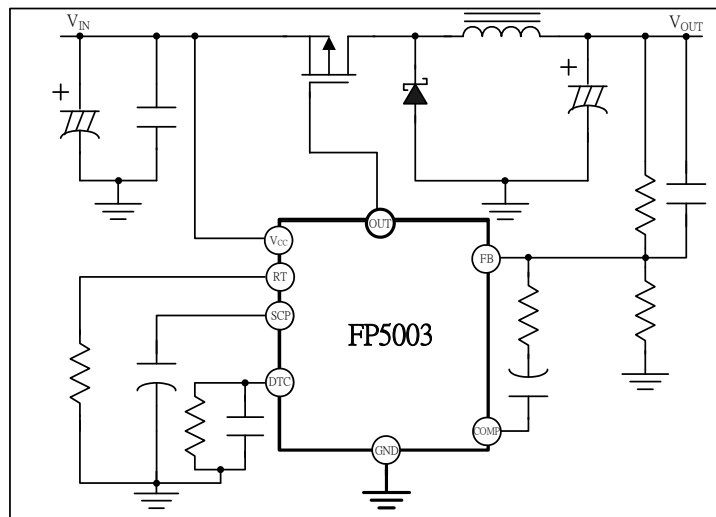 VIN
VOUT
+
+
OUT
VCC
FB
RT
SCP
FP5003
DTC
COMP
GND